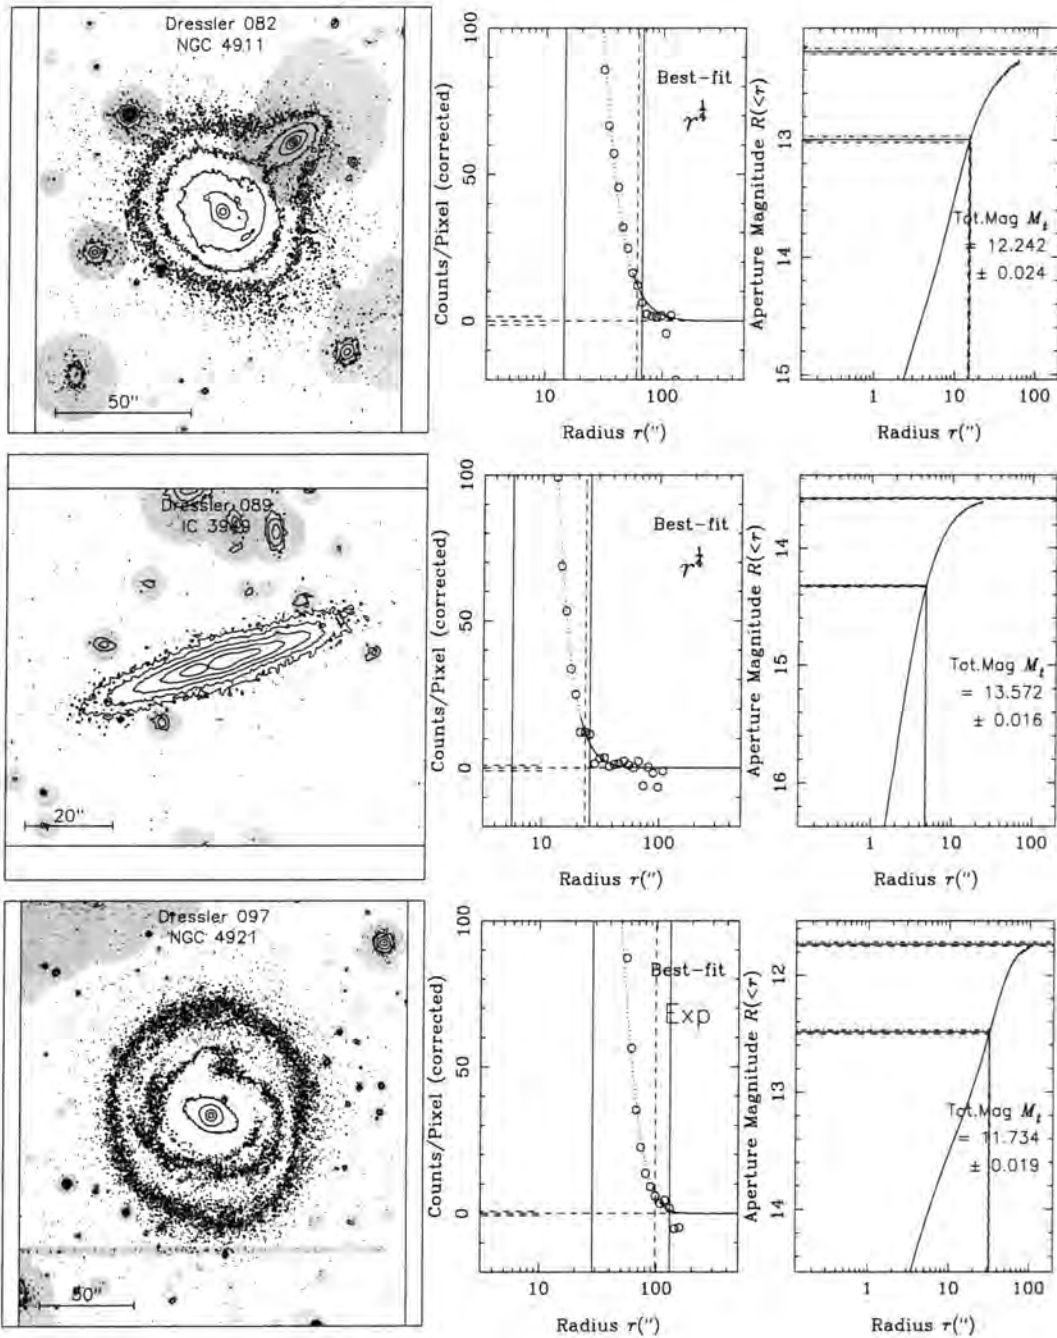 Dressler 082
NGC 4911
50"
Counts/Pixel (corrected)
0
50
100
Best-fit
r^1/4
10
100
Radius r(")
Aperture Magnitude R(<r)
13
14
15
Tot.Mag M_t
= 12.242
± 0.024
1
10
100
Radius r(")
Dressler 089
IC 3949
20"
Counts/Pixel (corrected)
0
50
100
Best-fit
r^1/4
10
100
Radius r(")
Aperture Magnitude R(<r)
14
15
16
Tot.Mag M_t
= 13.572
± 0.016
1
10
100
Radius r(")
Dressler 097
NGC 4921
50"
Counts/Pixel (corrected)
0
50
100
Best-fit
Exp
10
100
Radius r(")
Aperture Magnitude R(<r)
12
13
14
Tot.Mag M_t
= 11.734
± 0.019
1
10
100
Radius r(")